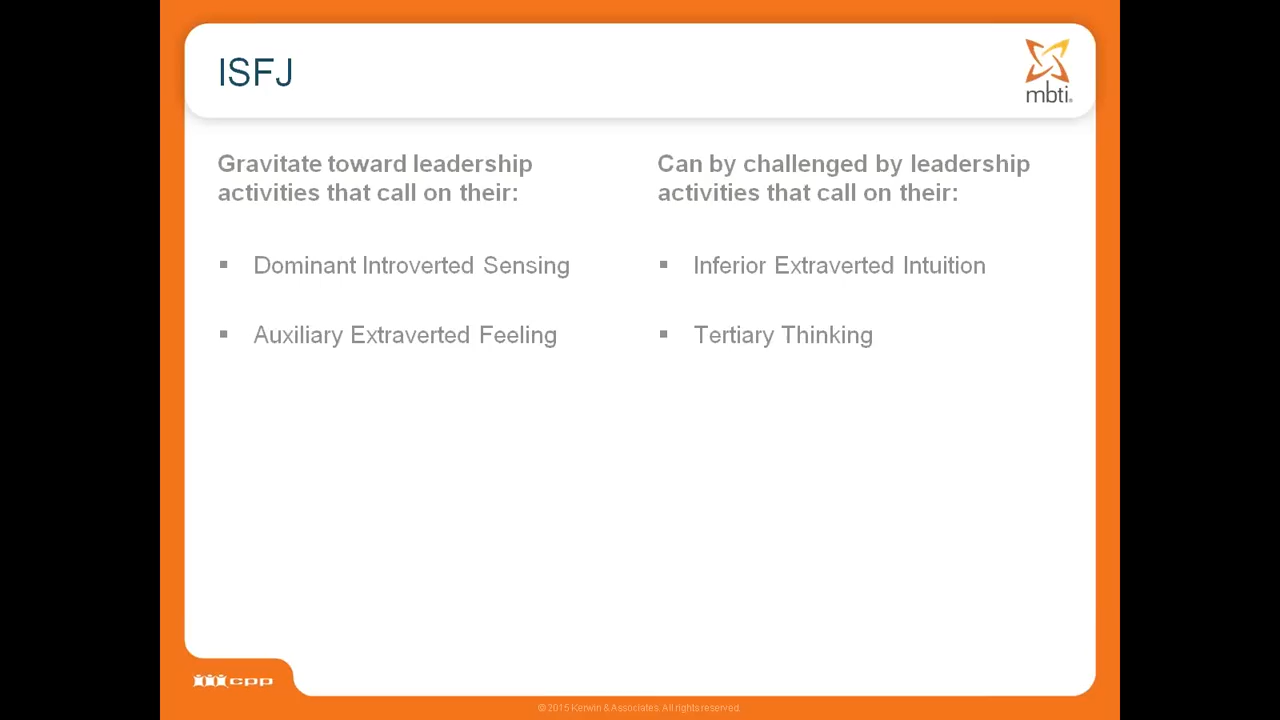 ISFJ
mbti®
Gravitate toward leadership
activities that call on their:
▪ Dominant Introverted Sensing
▪ Auxiliary Extraverted Feeling
Can by challenged by leadership
activities that call on their:
▪ Inferior Extraverted Intuition
▪ Tertiary Thinking
cpp
© 2015 Kerwin & Associates. All rights reserved.